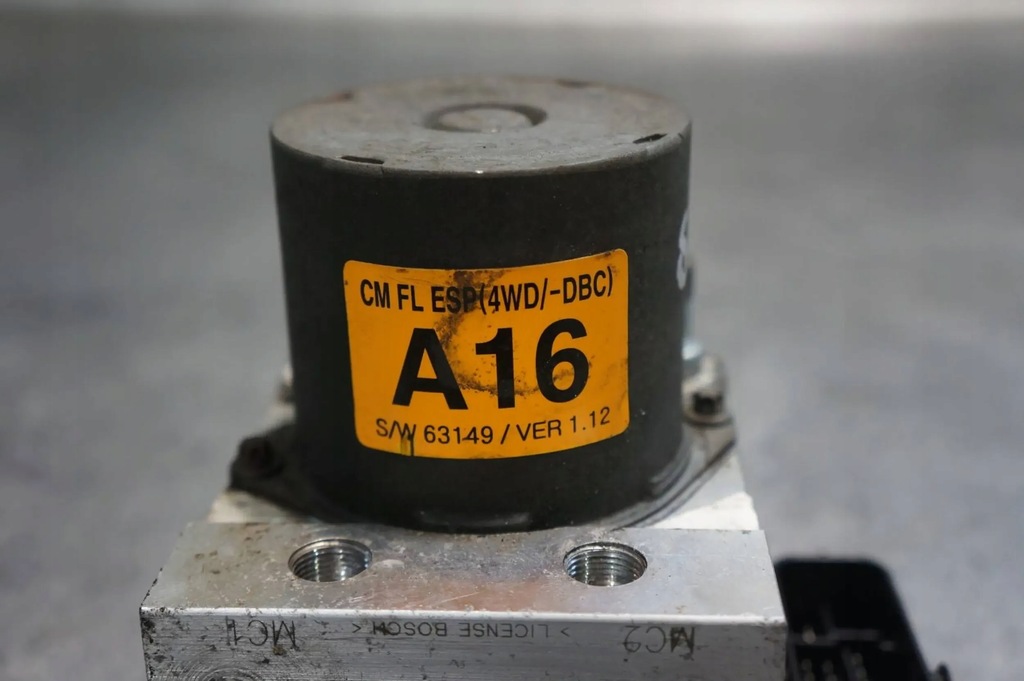 CM FL ESP(4WD/-DBC)
A16
S/W 63149 / VER 1.12
MC1 > LICENSE BOSCH < MC2